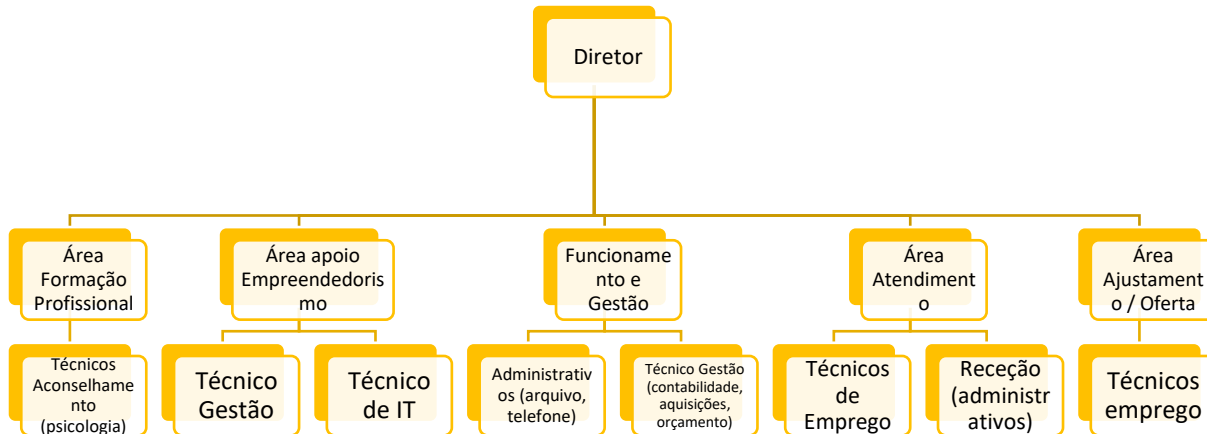 Diretor
Área
Formação
Profissional
Área apoio
Empreendedoris
mo
Funcioname
nto e
Gestão
Área
Atendiment
o
Área
Ajustament
o / Oferta
Técnicos
Aconselhame
nto
(psicologia)
Técnico
Gestão
Técnico
de IT
Administrativ
os (arquivo,
telefone)
Técnico Gestão
(contabilidade,
aquisições,
orçamento)
Técnicos
de
Emprego
Receção
(administr
ativos)
Técnicos
emprego